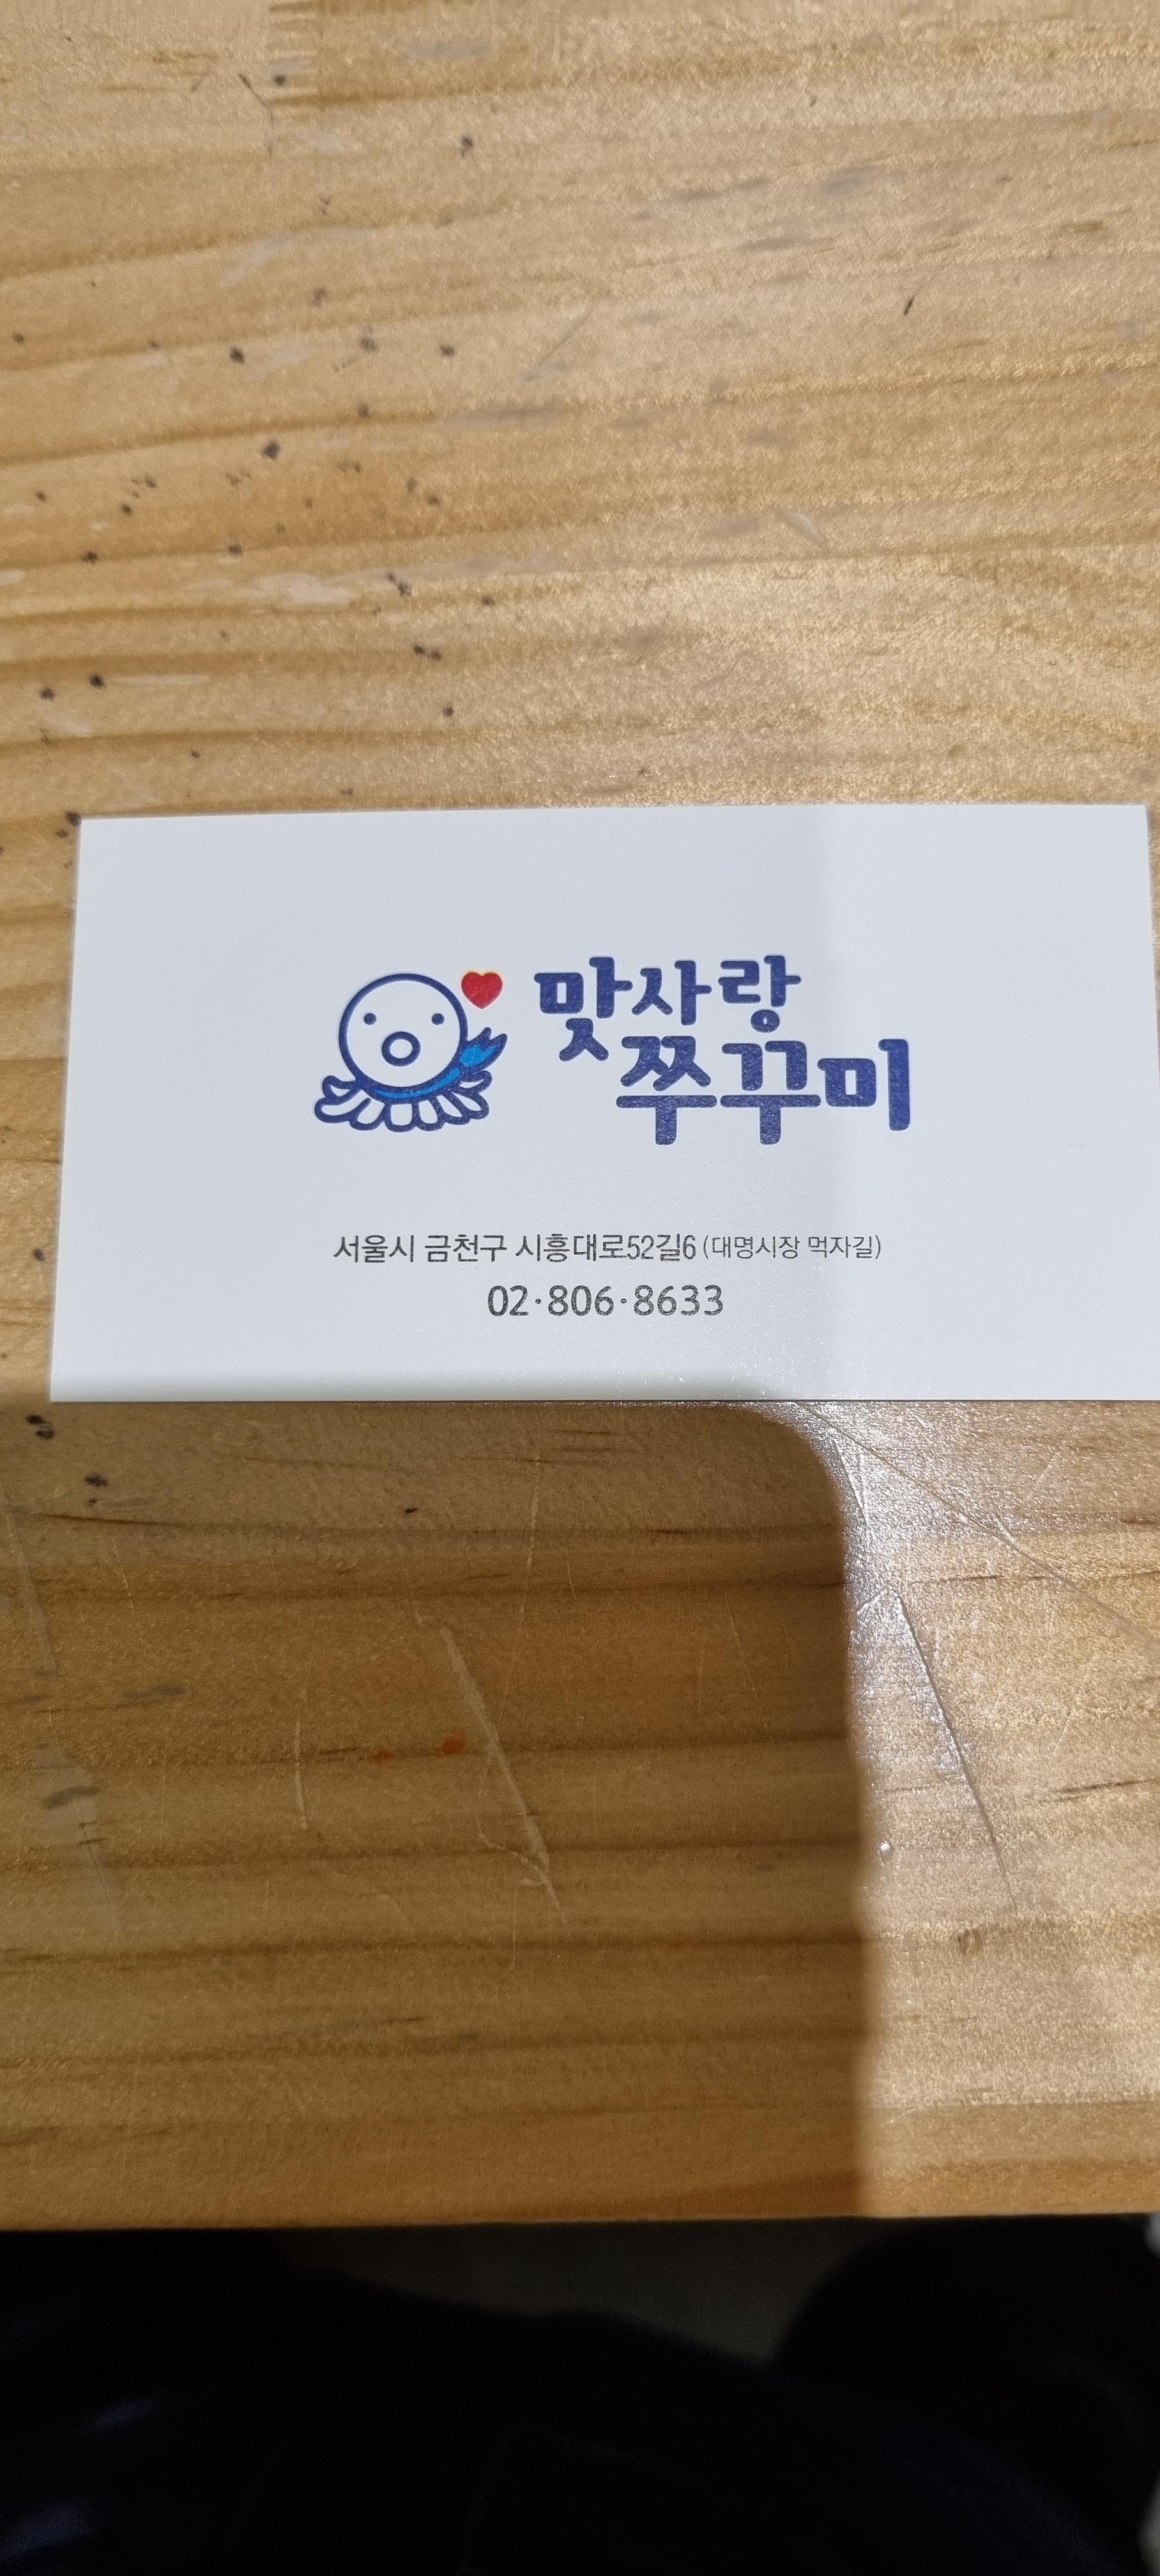 맛사랑
쭈꾸미
서울시 금천구 시흥대로52길6 (대명시장 먹자길)
02·806·8633